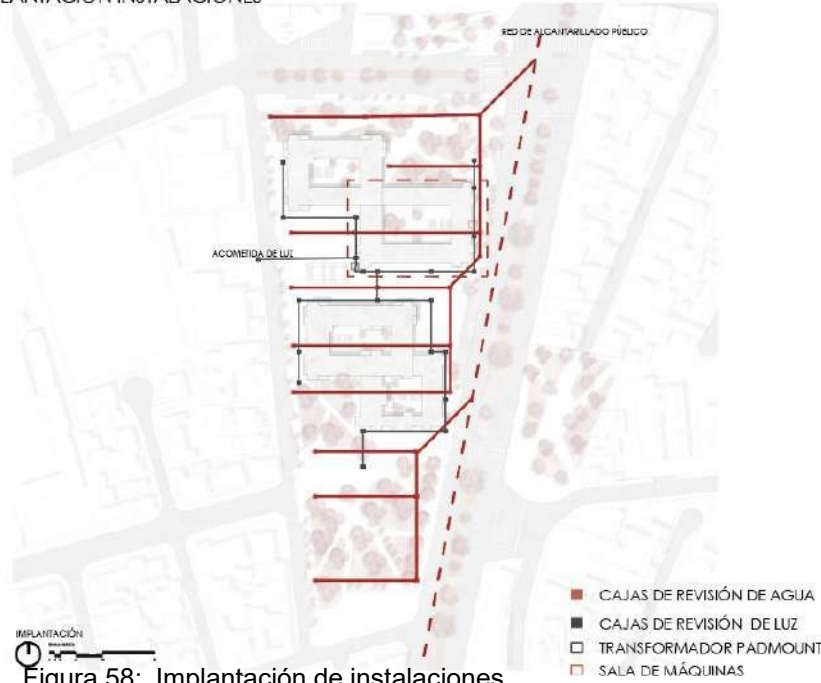 RED DE ALCANTARILLADO PÚBLICO
ACOMETIDA DE LUZ
CAJAS DE REVISIÓN DE AGUA
CAJAS DE REVISIÓN DE LUZ
TRANSFORMADOR PADMOUNT
SALA DE MÁQUINAS
IMPLANTACIÓN
Figura 58: Implantación de instalaciones